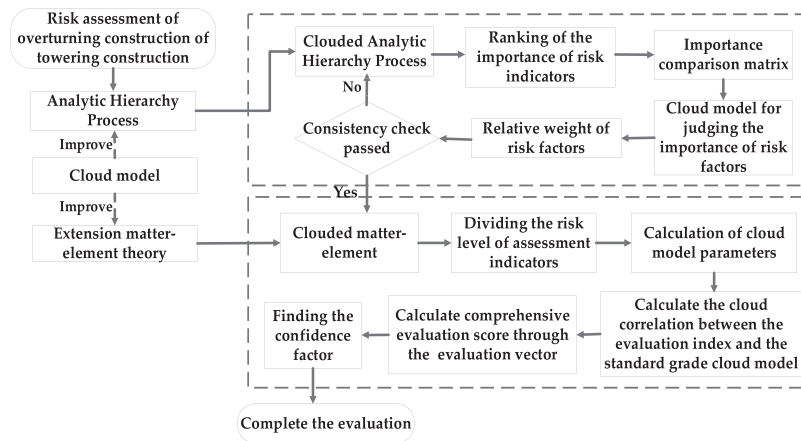 Risk assessment of
overturning construction of
towering construction
Analytic Hierarchy
Process
Improve
Cloud model
Improve
Extension matter-
element theory
Clouded Analytic
Hierarchy Process
Ranking of the
importance of risk
indicators
Importance
comparison matrix
No
Consistency check
passed
Relative weight of
risk factors
Cloud model for
judging the
importance of risk
factors
Yes
Clouded matter-
element
Dividing the risk
level of assessment
indicators
Calculation of cloud
model parameters
Finding the
confidence
factor
Calculate comprehensive
evaluation score through
the evaluation vector
Calculate the cloud
correlation between the
evaluation index and the
standard grade cloud model
Complete the evaluation